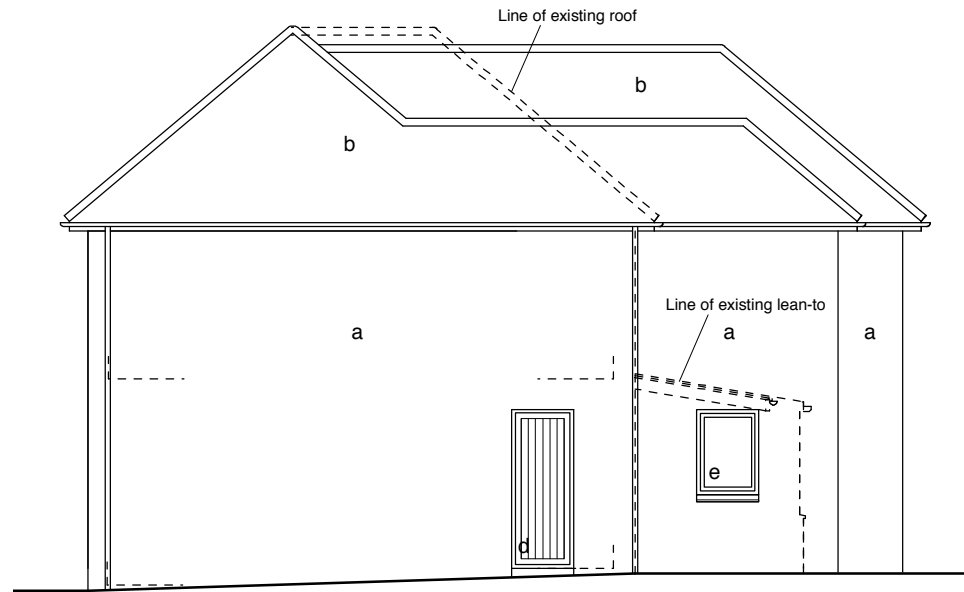 Line of existing roof
b
b
Line of existing lean-to
a
a
a
e
d